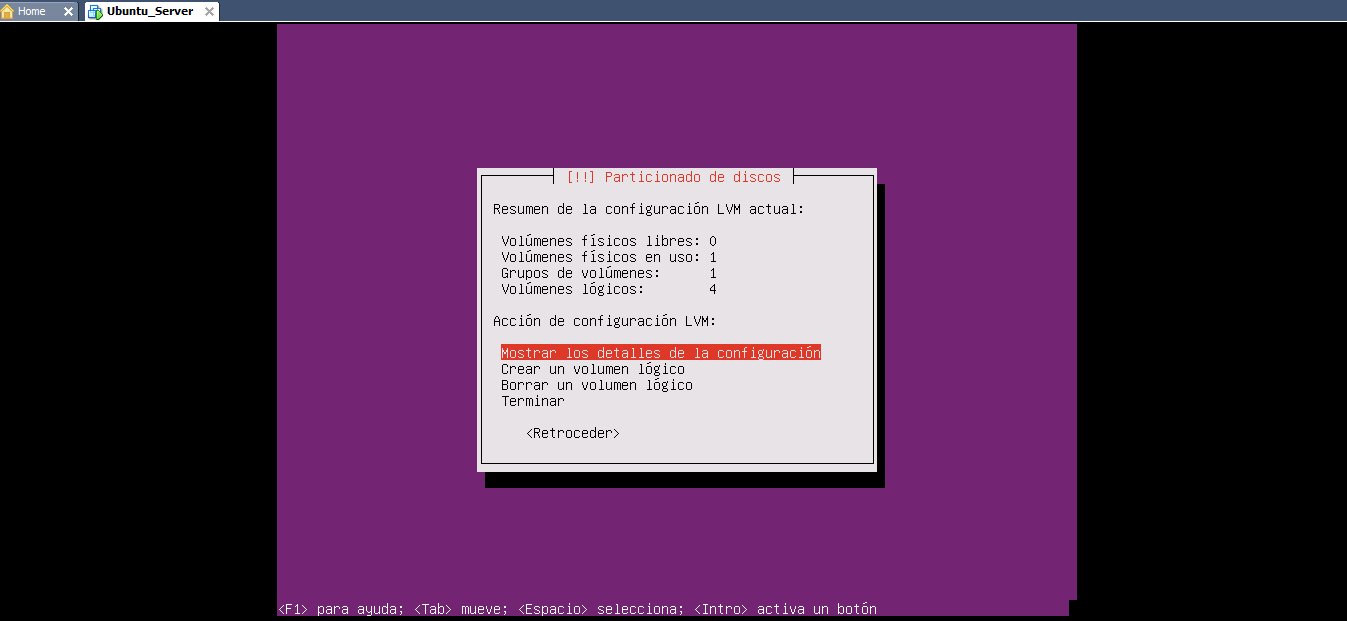 Home
Ubuntu_Server
[!!] Particionado de discos
Resumen de la configuración LVM actual:
Volúmenes físicos libres: 0
Volúmenes físicos en uso: 1
Grupos de volúmenes: 1
Volúmenes lógicos: 4
Acción de configuración LVM:
Mostrar los detalles de la configuración
Crear un volumen lógico
Borrar un volumen lógico
Terminar
<Retroceder>
<F1> para ayuda; <Tab> mueve; <Espacio> selecciona; <Intro> activa un botón